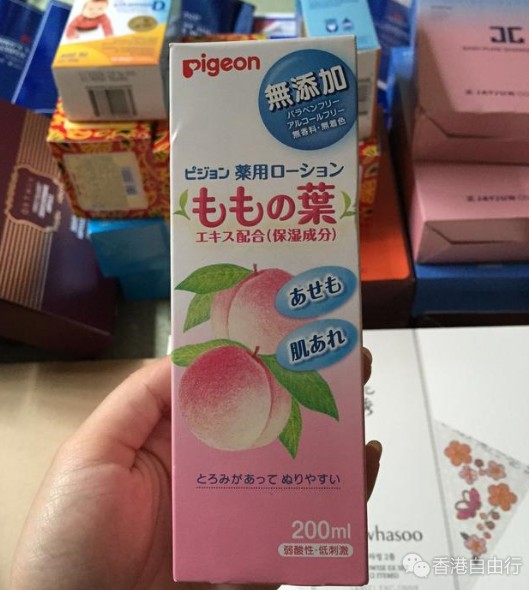 Pigeon
無添加
パラベンフリー
アルコールフリー
無香料・無着色
ピジョン 薬用ローション
ももの葉
エキス配合(保湿成分)
あせも
肌あれ
とろみがあって ぬりやすい
200ml
弱酸性・低刺激
whasoo
香港自由行